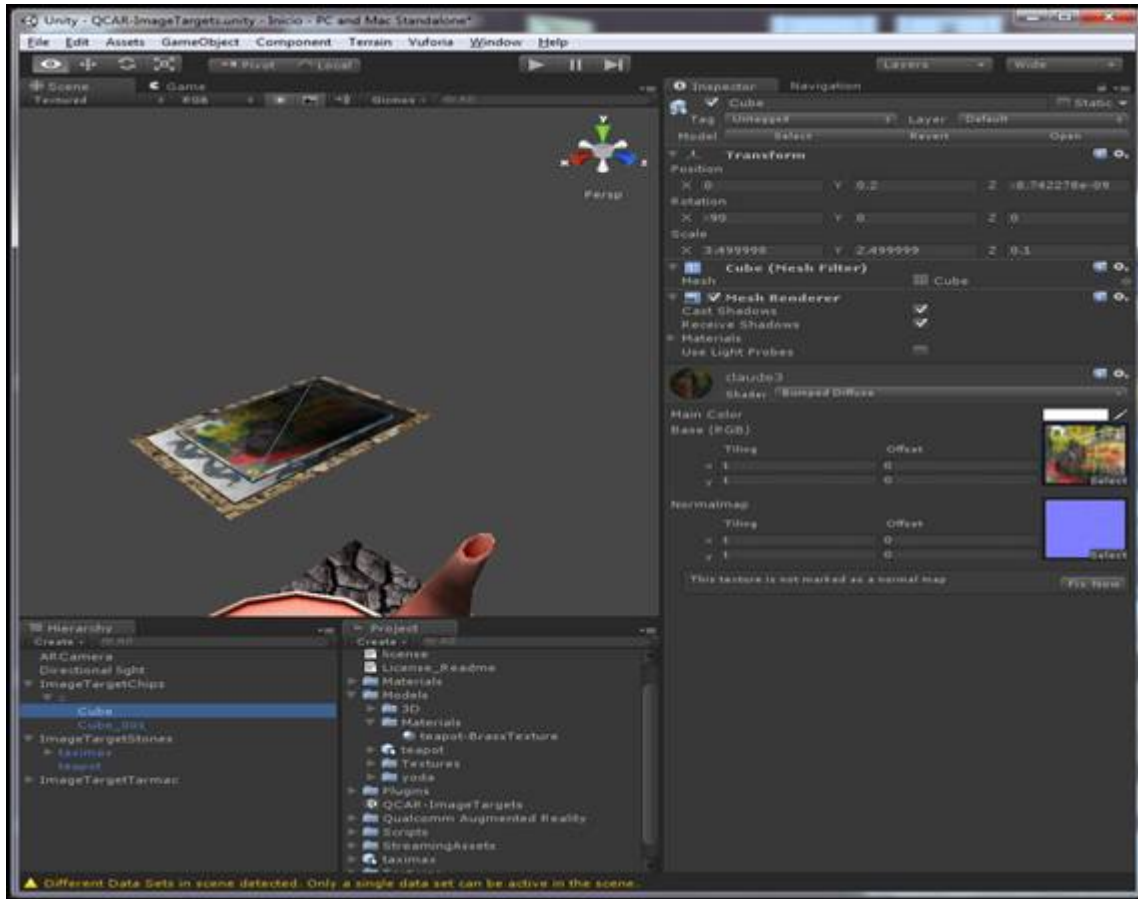 Unity - QCAR-ImageTargets.unity - Inicio - PC and Mac Standalone*
File Edit Assets GameObject Component Terrain Vuforia Window Help
Pivot Local Layers Wide
Scene Game
Textured RGB Gizmos All
y
x z
Persp
Inspector Navigation
Cube Static
Tag Untagged Layer Default
Model Select Revert Open
Transform
Position
X 0 Y 0.2 Z -8.742278e-09
Rotation
X -90 Y 0 Z 0
Scale
X 3.499998 Y 2.499999 Z 0.1
Cube (Mesh Filter)
Mesh Cube
Mesh Renderer
Cast Shadows
Receive Shadows
Materials
Use Light Probes
claude3
Shader Bumped Diffuse
Main Color
Base (RGB)
Tiling Offset
x 1 0
y 1 0
Select
Normalmap
Tiling Offset
x 1 0
y 1 0
Select
This texture is not marked as a normal map Fix Now
Hierarchy
Create All
ARCamera
Directional light
ImageTargetChips
Cube
Cube_001
ImageTargetStones
taximax
teapot
ImageTargetTarmac
Project
Create All
license
License_Readme
Materials
Models
3D
Materials
teapot-BrassTexture
teapot
Textures
yoda
Plugins
QCAR-ImageTargets
Qualcomm Augmented Reality
Scripts
StreamingAssets
taximax
Different Data Sets in scene detected. Only a single data set can be active in the scene.